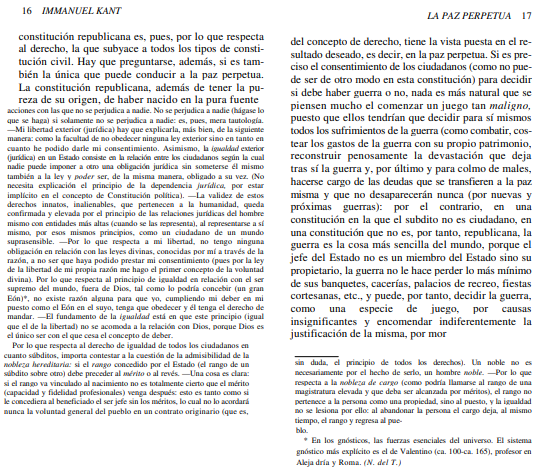 16 IMMANUEL KANT
constitución republicana es, pues, por lo que respecta
al derecho, la que subyace a todos los tipos de consti-
tución civil. Hay que preguntarse, además, si es tam-
bién la única que puede conducir a la paz perpetua.
La constitución republicana, además de tener la pu-
reza de su origen, de haber nacido en la pura fuente
acciones con las que no se perjudica a nadie. No se perjudica a nadie (hágase lo
que se haga) si solamente no se perjudica a nadie: es, pues, mera tautología.
—Mi libertad exterior (jurídica) hay que explicarla, más bien, de la siguiente
manera: como la facultad de no obedecer ninguna ley exterior sino en tanto en
cuanto he podido darle mi consentimiento. Asimismo, la igualdad exterior
(jurídica) en un Estado consiste en la relación entre los ciudadanos según la cual
nadie puede imponer a otro una obligación jurídica sin someterse él mismo
también a la ley y poder ser, de la misma manera, obligado a su vez. (No
necesita explicación el principio de la dependencia jurídica, por estar
implícito en el concepto de Constitución política). —La validez de estos
derechos innatos, inalienables, que pertenecen a la humanidad, queda
confirmada y elevada por el principio de las relaciones jurídicas del hombre
mismo con entidades más altas (cuando se las representa), al representarse a sí
mismo, por esos mismos principios, como un ciudadano de un mundo
suprasensible. —Por lo que respecta a mi libertad, no tengo ninguna
obligación en relación con las leyes divinas, conocidas por mí a través de la
razón, a no ser que haya podido prestar mi consentimiento (pues por la ley
de la libertad de mi propia razón me hago el primer concepto de la voluntad
divina). Por lo que respecta al principio de igualdad en relación con el ser
supremo del mundo, fuera de Dios, tal como lo podría concebir (un gran
Eón)*, no existe razón alguna para que yo, cumpliendo mi deber en mi
puesto como el Eón en el suyo, tenga que obedecer y él tenga el derecho de
mandar. —El fundamento de la igualdad está en que este principio (igual
que el de la libertad) no se acomoda a la relación con Dios, porque Dios es
el único ser con el que cesa el concepto de deber.
Por lo que respecta al derecho de igualdad de todos los ciudadanos en
cuanto súbditos, importa contestar a la cuestión de la admisibilidad de la
nobleza hereditaria: si el rango concedido por el Estado (el rango de un
súbdito sobre otro) debe preceder al mérito o al revés. —Una cosa es clara:
si el rango va vinculado al nacimiento no es totalmente cierto que el mérito
(capacidad y fidelidad profesionales) venga después: esto es tanto como si
le concediera al beneficiado el ser jefe sin los méritos, lo cual no lo acordará
nunca la voluntad general del pueblo en un contrato originario (que es,
LA PAZ PERPETUA 17
del concepto de derecho, tiene la vista puesta en el re-
sultado deseado, es decir, en la paz perpetua. Si es pre-
ciso el consentimiento de los ciudadanos (como no pue-
de ser de otro modo en esta constitución) para decidir
si debe haber guerra o no, nada es más natural que se
piensen mucho el comenzar un juego tan maligno,
puesto que ellos tendrían que decidir para sí mismos
todos los sufrimientos de la guerra (como combatir, cos-
tear los gastos de la guerra con su propio patrimonio,
reconstruir penosamente la devastación que deja
tras sí la guerra y, por último y para colmo de males,
hacerse cargo de las deudas que se transfieren a la paz
misma y que no desaparecerán nunca (por nuevas y
próximas guerras): por el contrario, en una
constitución en la que el subdito no es ciudadano, en
una constitución que no es, por tanto, republicana, la
guerra es la cosa más sencilla del mundo, porque el
jefe del Estado no es un miembro del Estado sino su
propietario, la guerra no le hace perder lo más mínimo
de sus banquetes, cacerías, palacios de recreo, fiestas
cortesanas, etc., y puede, por tanto, decidir la guerra,
como una especie de juego, por causas
insignificantes y encomendar indiferentemente la
justificación de la misma, por mor
sin duda, el principio de todos los derechos). Un noble no es
necesariamente por el hecho de serlo, un hombre noble. —Por lo que
respecta a la nobleza de cargo (como podría llamarse al rango de una
magistratura elevada y que deba ser alcanzada por méritos), el rango no
pertenece a la persona como una propiedad, sino al puesto, y la igualdad
no se lesiona por ello: al abandonar la persona el cargo deja, al mismo
tiempo, el rango y regresa al pue-
blo.
* En los gnósticos, las fuerzas esenciales del universo. El sistema
gnóstico más explícito es el de Valentino (ca. 100-ca. 165), profesor en
Aleja dría y Roma. (N. del T.)